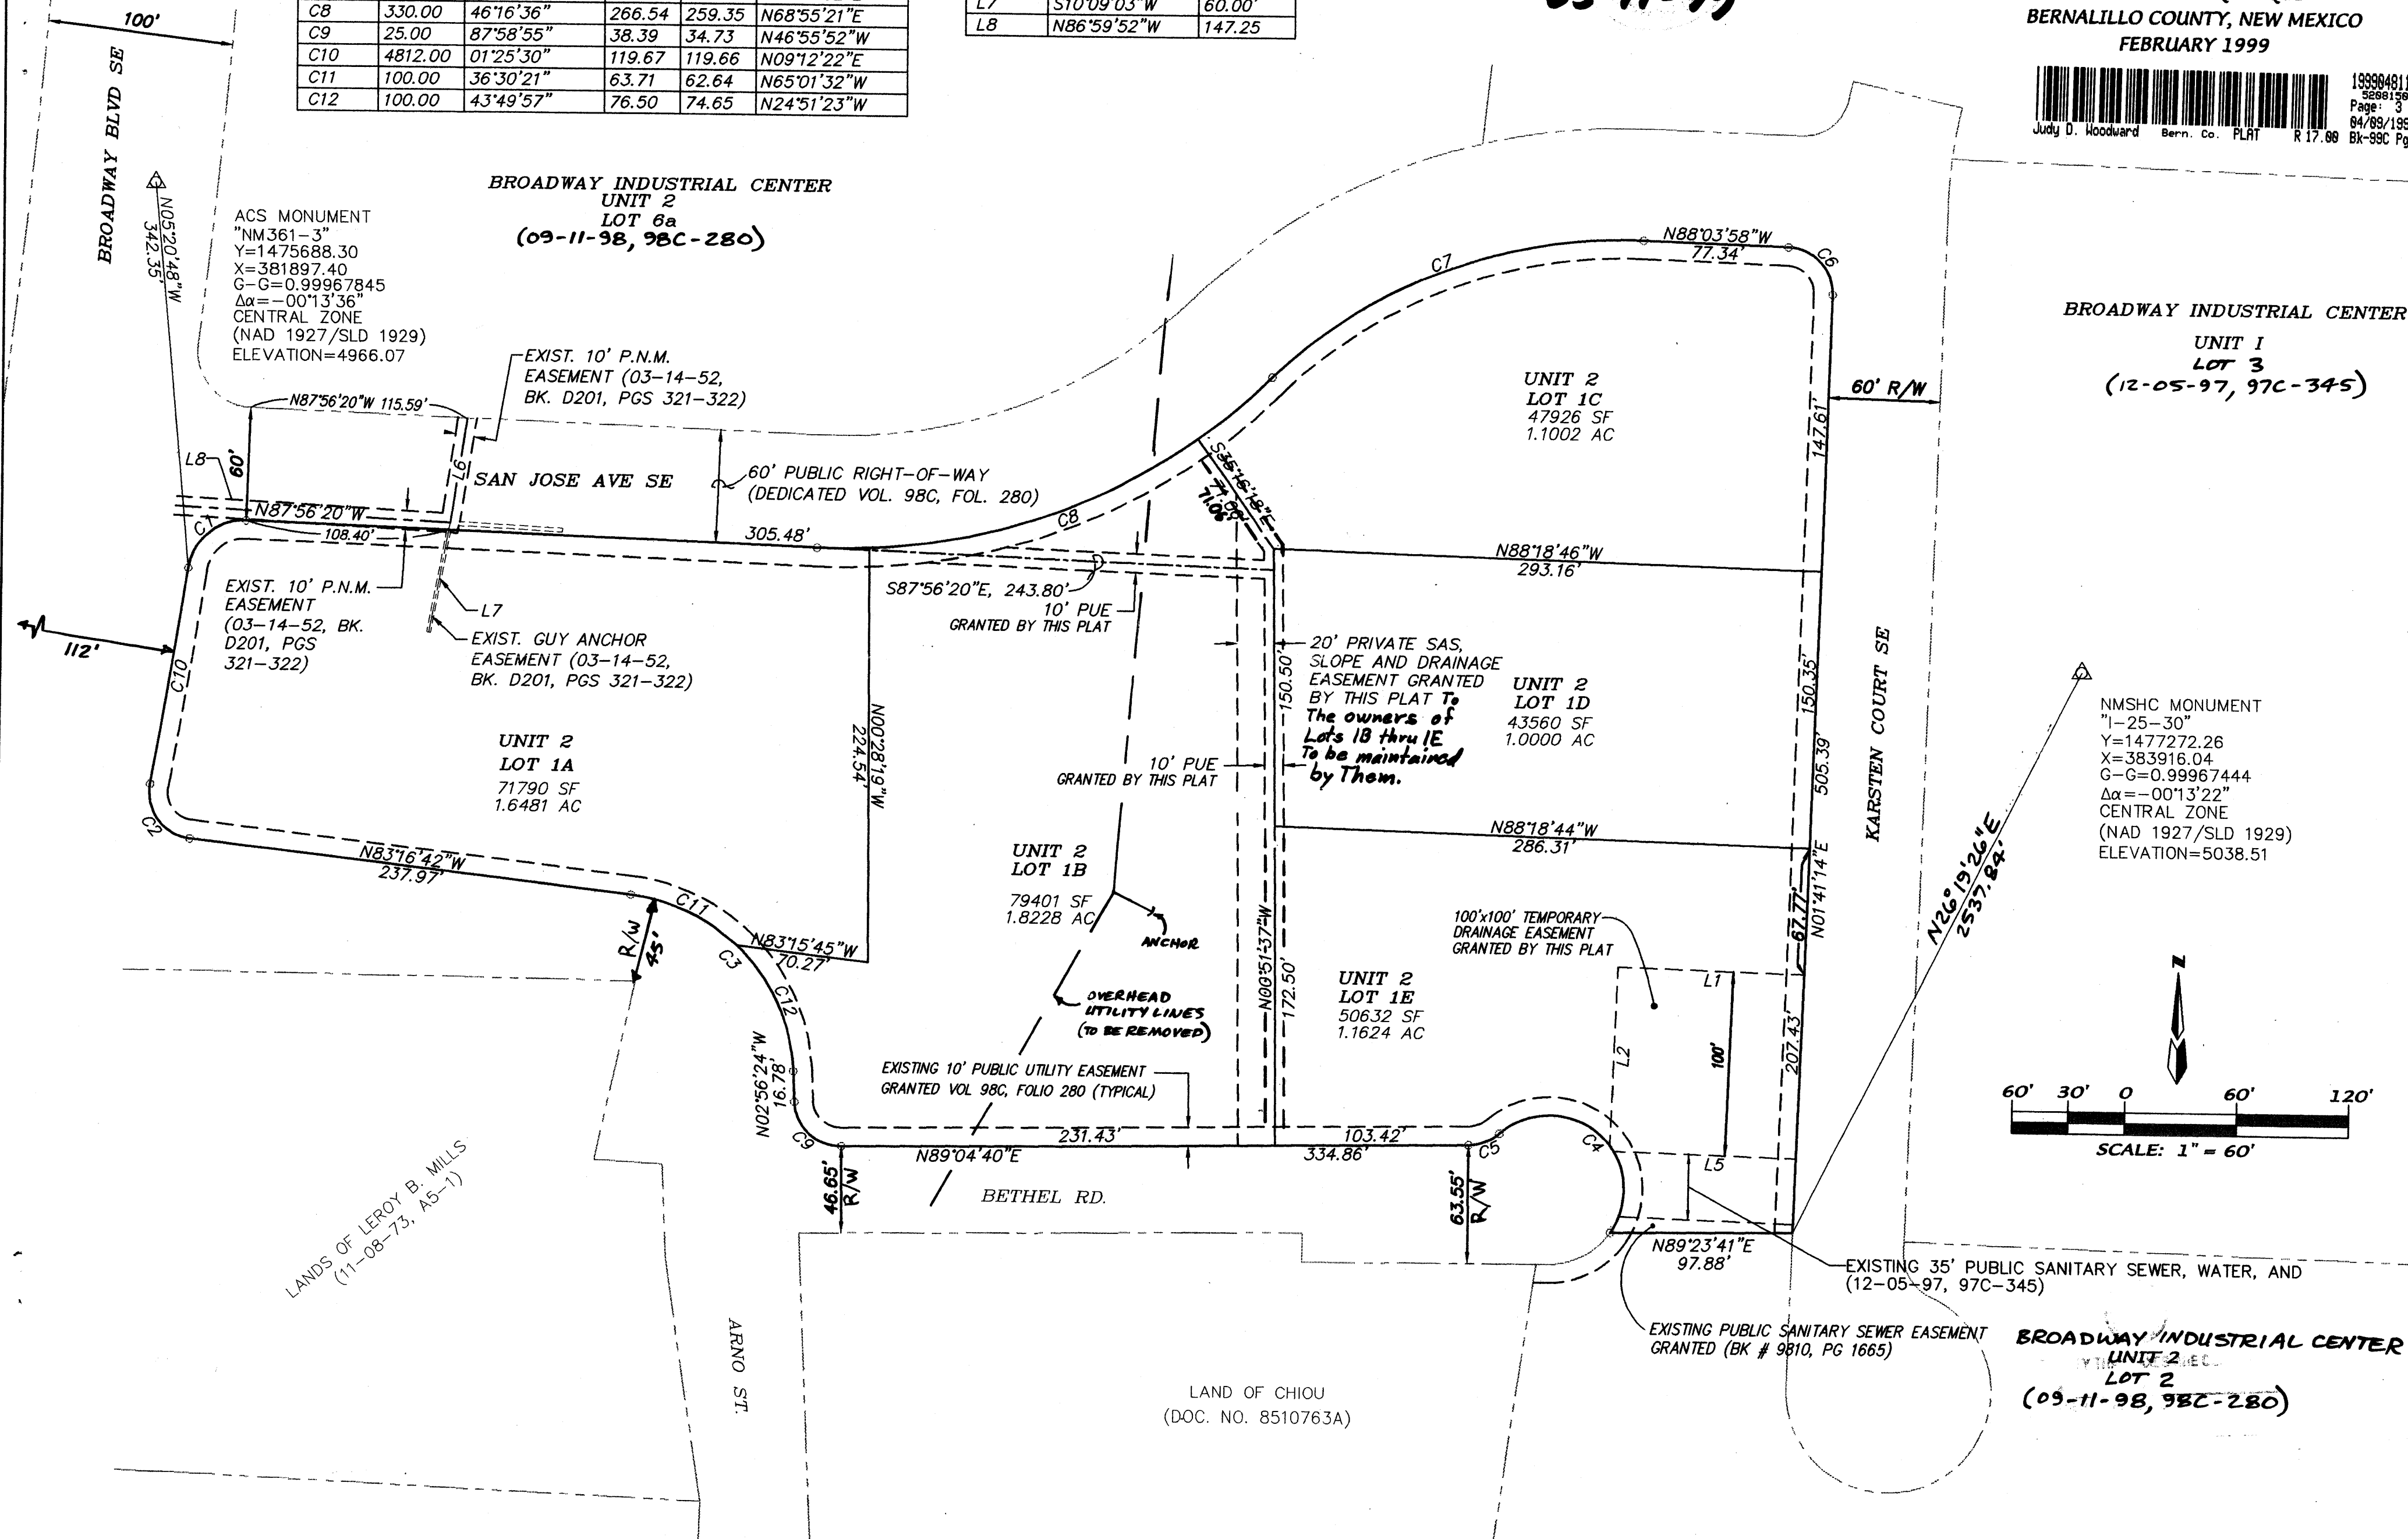 C8 330.00 46°16'36" 266.54 259.35 N68°55'21"E
C9 25.00 87°58'55" 38.39 34.73 N46°55'52"W
C10 4812.00 01°25'30" 119.67 119.66 N09°12'22"E
C11 100.00 36°30'21" 63.71 62.64 N65°01'32"W
C12 100.00 43°49'57" 76.50 74.65 N24°51'23"W
L7 S10°09'03"W 60.00'
L8 N86°59'52"W 147.25
BERNALILLO COUNTY, NEW MEXICO
FEBRUARY 1999
Page: 3
Judy D. Woodward Bern. Co. PLAT R 17.00 Bk-99C Pg
100'
BROADWAY BLVD SE
N05°20'48"W
342.35'
ACS MONUMENT
"NM361-3"
Y=1475688.30
X=381897.40
G-G=0.99967845
Δα=-00°13'36"
CENTRAL ZONE
(NAD 1927/SLD 1929)
ELEVATION=4966.07
BROADWAY INDUSTRIAL CENTER
UNIT 2
LOT 6a
(09-11-98, 98C-280)
EXIST. 10' P.N.M.
EASEMENT (03-14-52,
BK. D201, PGS 321-322)
N87°56'20"W 115.59'
L8
60'
L6
SAN JOSE AVE SE
60' PUBLIC RIGHT-OF-WAY
(DEDICATED VOL. 98C, FOL. 280)
N87°56'20"W
108.40'
305.48'
C1
C8
C7
N88°03'58"W
77.34'
C6
BROADWAY INDUSTRIAL CENTER
UNIT I
LOT 3
(12-05-97, 97C-345)
60' R/W
UNIT 2
LOT 1C
47926 SF
1.1002 AC
147.61'
S35°16'18"E
71.06'
71.06'
N88°18'46"W
293.16'
S87°56'20"E, 243.80'
10' PUE
GRANTED BY THIS PLAT
EXIST. 10' P.N.M.
EASEMENT
(03-14-52, BK.
D201, PGS
321-322)
L7
EXIST. GUY ANCHOR
EASEMENT (03-14-52,
BK. D201, PGS 321-322)
112'
C10
20' PRIVATE SAS,
SLOPE AND DRAINAGE
EASEMENT GRANTED
BY THIS PLAT To
The owners of
Lots 1B thru 1E
To be maintained
by Them.
150.50'
UNIT 2
LOT 1D
43560 SF
1.0000 AC
150.35'
505.39'
KARSTEN COURT SE
NMSHC MONUMENT
"I-25-30"
Y=1477272.26
X=383916.04
G-G=0.99967444
Δα=-00°13'22"
CENTRAL ZONE
(NAD 1927/SLD 1929)
ELEVATION=5038.51
N00°28'19"W
224.54'
UNIT 2
LOT 1A
71790 SF
1.6481 AC
10' PUE
GRANTED BY THIS PLAT
C2
N83°16'42"W
237.97'
N88°18'44"W
286.31'
UNIT 2
LOT 1B
79401 SF
1.8228 AC
N01°41'14"E
67.77'
N26°19'26"E
2537.84'
C11
R/W
45'
C3
N83°15'45"W
70.27'
ANCHOR
100'x100' TEMPORARY
DRAINAGE EASEMENT
GRANTED BY THIS PLAT
N00°51'37"W
172.50'
UNIT 2
LOT 1E
50632 SF
1.1624 AC
L1
L2
100'
207.43'
C12
OVERHEAD
UTILITY LINES
(TO BE REMOVED)
N02°56'24"W
16.78'
EXISTING 10' PUBLIC UTILITY EASEMENT
GRANTED VOL 98C, FOLIO 280 (TYPICAL)
C9
231.43'
N89°04'40"E
103.42'
334.86'
C5
C4
L5
46.65'
R/W
BETHEL RD.
63.55'
R/W
N89°23'41"E
97.88'
Z
60' 30' 0 60' 120'
SCALE: 1" = 60'
LANDS OF LEROY B. MILLS
(11-08-73, A5-1)
ARNO ST.
LAND OF CHIOU
(DOC. NO. 8510763A)
EXISTING 35' PUBLIC SANITARY SEWER, WATER, AND
(12-05-97, 97C-345)
EXISTING PUBLIC SANITARY SEWER EASEMENT
GRANTED (BK # 9810, PG 1665)
BROADWAY INDUSTRIAL CENTER
UNIT 2
LOT 2
(09-11-98, 98C-280)